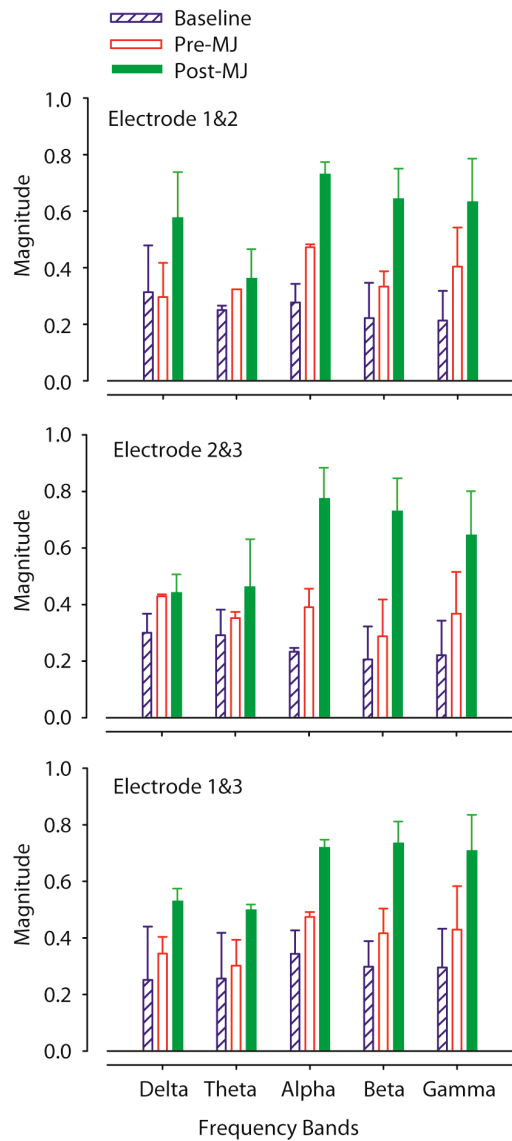 Baseline
Pre-MJ
Post-MJ
Electrode 1&2
Magnitude
1.0
0.8
0.6
0.4
0.2
0.0
Electrode 2&3
Magnitude
1.0
0.8
0.6
0.4
0.2
0.0
Electrode 1&3
Magnitude
1.0
0.8
0.6
0.4
0.2
0.0
Delta Theta Alpha Beta Gamma
Frequency Bands